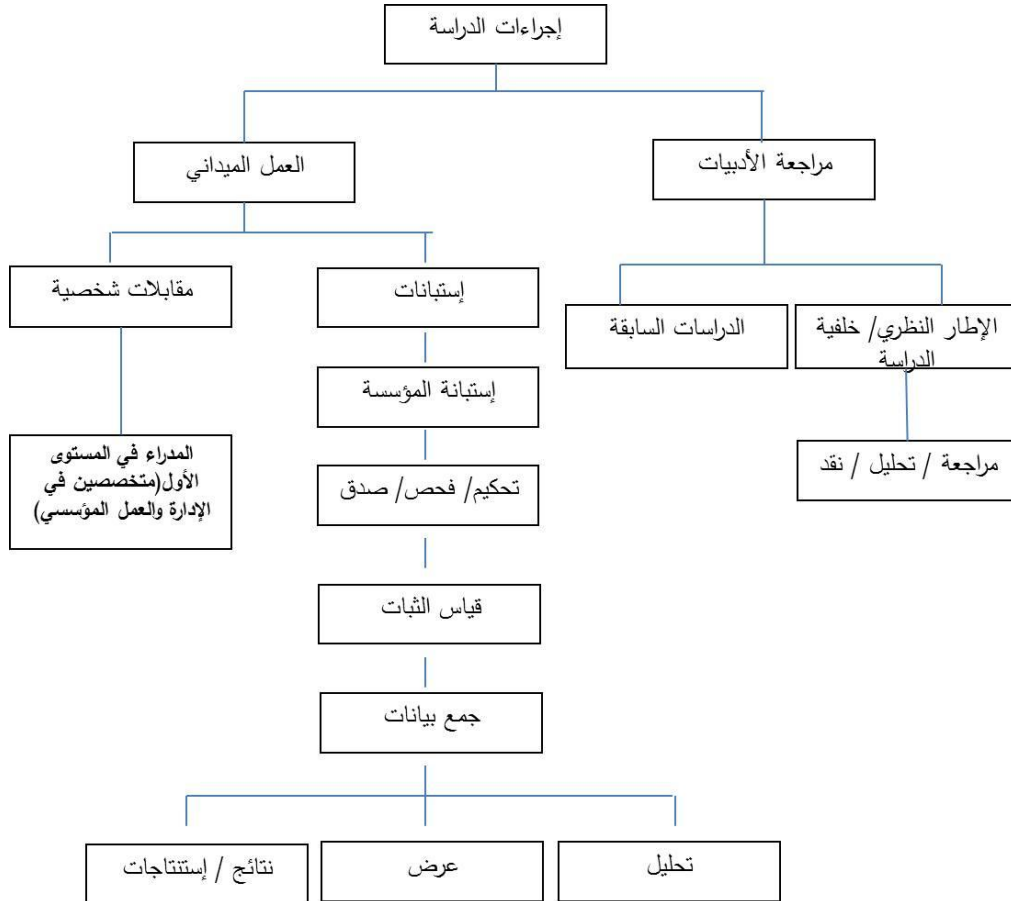 إجراءات الدراسة
مراجعة الأدبيات
العمل الميداني
الإطار النظري/ خلفية
الدراسة
الدراسات السابقة
إستبانات
مقابلات شخصية
إستبانة المؤسسة
مراجعة / تحليل / نقد
المدراء في المستوى
الأول(متخصصين في
الإدارة والعمل المؤسسي)
تحكيم/ فحص/ صدق
قياس الثبات
جمع بيانات
تحليل
عرض
نتائج / إستنتاجات